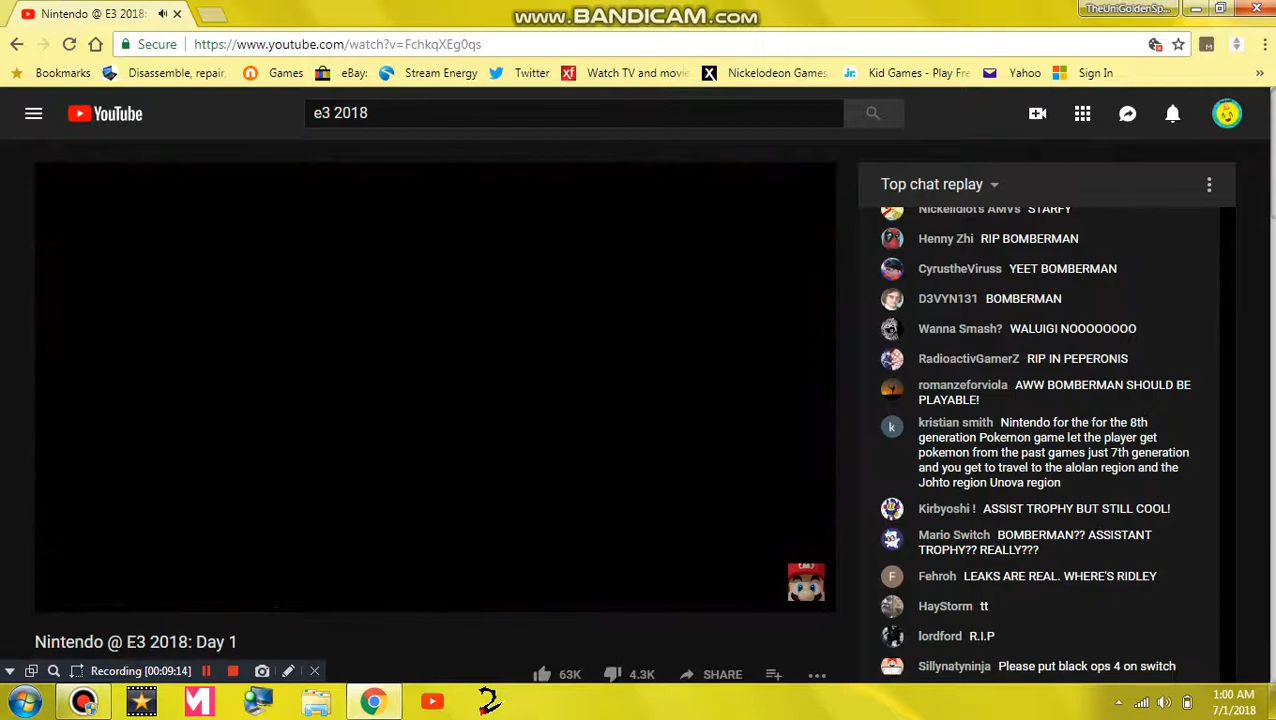 www.BANDICAM.com
Nintendo @ E3 2018:
TheUniGoldenSp...
Secure
https://www.youtube.com/watch?v=FchkqXEg0qs
Bookmarks
Disassemble, repair,
Games
eBay
Stream Energy
Twitter
Watch TV and movie
Nickelodeon Games,
Kid Games - Play Fre
Yahoo
Sign In
»
YouTube
e3 2018
Top chat replay
Nickelidiot's AMVs STARFY
Henny Zhi RIP BOMBERMAN
CyrustheViruss YEET BOMBERMAN
D3VYN131 BOMBERMAN
Wanna Smash? WALUIGI NOOOOOOOO
RadioactivGamerZ RIP IN PEPERONIS
romanzeforviola AWW BOMBERMAN SHOULD BE
PLAYABLE!
k
kristian smith Nintendo for the for the 8th
generation Pokemon game let the player get
pokemon from the past games just 7th generation
and you get to travel to the alolan region and the
Johto region Unova region
Kirbyoshi ! ASSIST TROPHY BUT STILL COOL!
Mario Switch BOMBERMAN?? ASSISTANT
TROPHY?? REALLY???
F
Fehroh LEAKS ARE REAL. WHERE'S RIDLEY
HayStorm tt
lordford R.I.P
Sillynatyninja Please put black ops 4 on switch
Nintendo @ E3 2018: Day 1
Recording [00:09:14]
63K
4.3K
SHARE
1:00 AM
7/1/2018